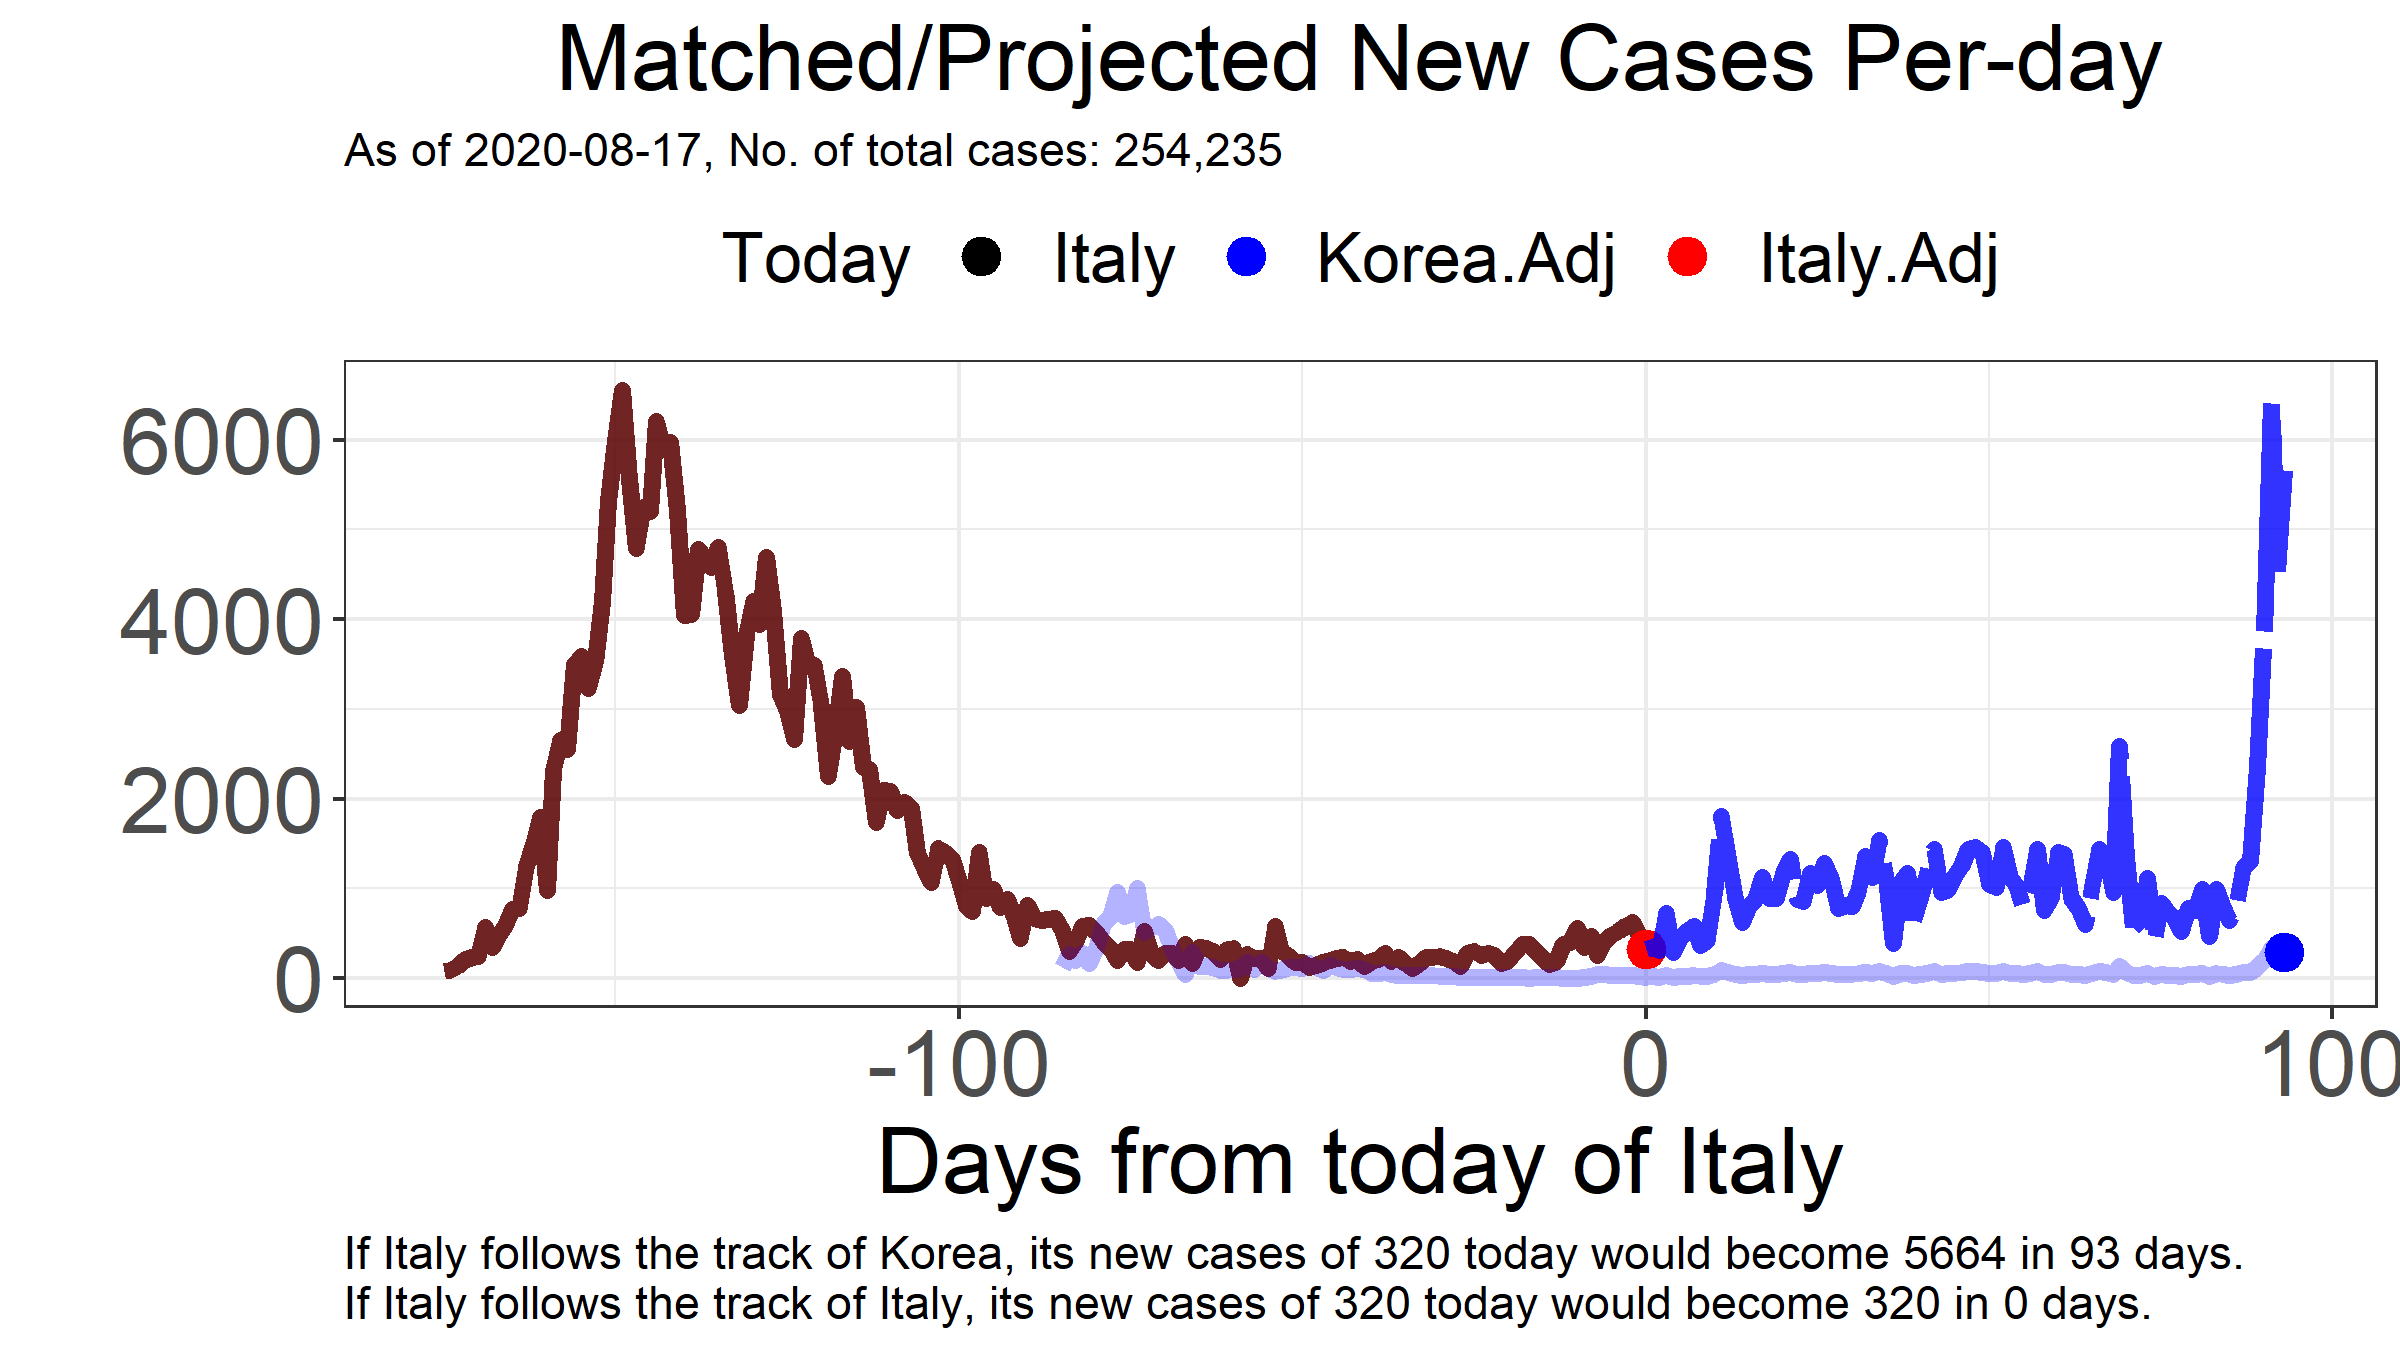 Matched/Projected New Cases Per-day
As of 2020-08-17, No. of total cases: 254,235
Today Italy Korea.Adj Italy.Adj
6000
4000
2000
0
-100 0 100
Days from today of Italy
If Italy follows the track of Korea, its new cases of 320 today would become 5664 in 93 days.
If Italy follows the track of Italy, its new cases of 320 today would become 320 in 0 days.